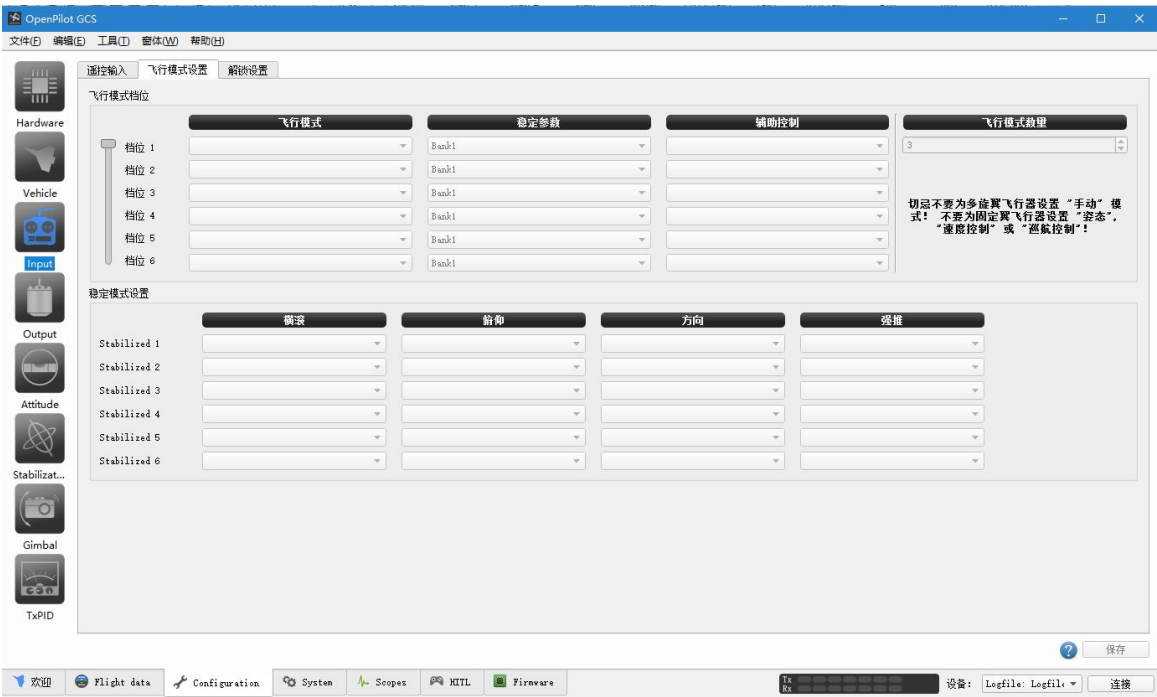 OpenPilot GCS
文件(F) 编辑(E) 工具(T) 窗体(W) 帮助(H)
遥控输入 飞行模式设置 解锁设置
Hardware
Vehicle
Input
Output
Attitude
Stabilizat...
Gimbal
TxPID
飞行模式档位
飞行模式 稳定参数 辅助控制 飞行模式数里
档位 1 Bank1 3
档位 2 Bank1
档位 3 Bank1
档位 4 Bank1
档位 5 Bank1
档位 6 Bank1
切忌不要为多旋翼飞行器设置 "手动" 模
式! 不要为固定翼飞行器设置 "姿态",
"速度控制" 或 "巡航控制"!
稳定模式设置
横滚 俯仰 方向 强推
Stabilized 1
Stabilized 2
Stabilized 3
Stabilized 4
Stabilized 5
Stabilized 6
保存
欢迎 Flight data Configuration System Scopes HITL Firmware
Tx
Rx
设备: Logfile: Logfile 连接